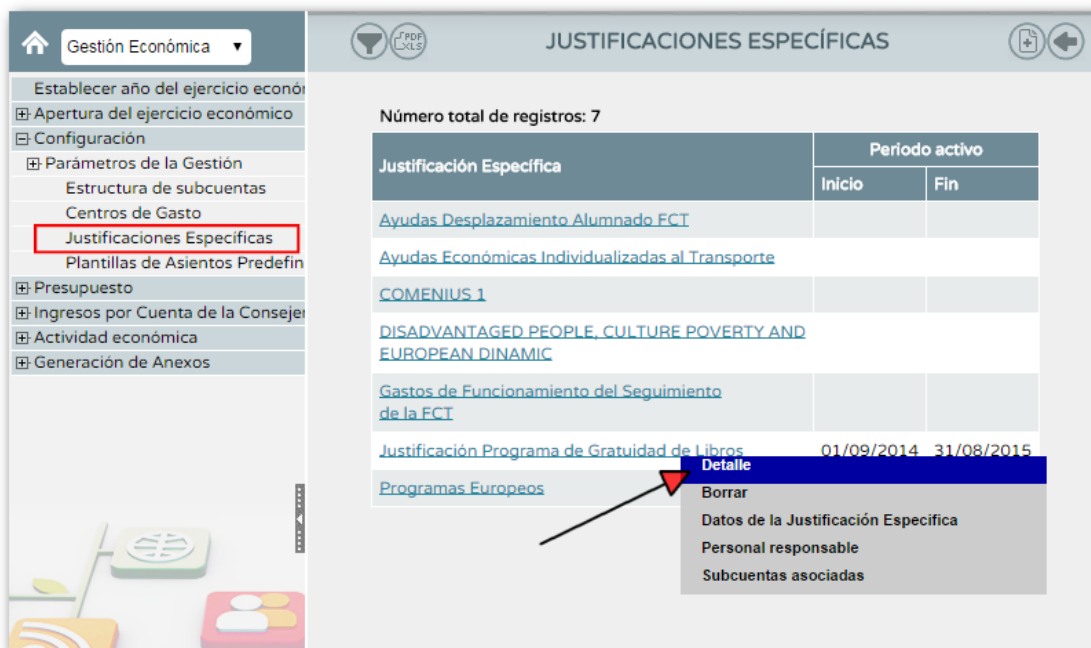 Gestión Económica
PDF
XLS
JUSTIFICACIONES ESPECÍFICAS
Establecer año del ejercicio econó
Apertura del ejercicio económico
Configuración
Parámetros de la Gestión
Estructura de subcuentas
Centros de Gasto
Justificaciones Específicas
Plantillas de Asientos Predefin
Presupuesto
Ingresos por Cuenta de la Conseje
Actividad económica
Generación de Anexos
Número total de registros: 7
Justificación Específica
Periodo activo
Inicio
Fin
Ayudas Desplazamiento Alumnado FCT
Ayudas Económicas Individualizadas al Transporte
COMENIUS 1
DISADVANTAGED PEOPLE, CULTURE POVERTY AND
EUROPEAN DINAMIC
Gastos de Funcionamiento del Seguimiento
de la FCT
Justificación Programa de Gratuidad de Libros 01/09/2014 31/08/2015
Programas Europeos
Detalle
Borrar
Datos de la Justificación Especifica
Personal responsable
Subcuentas asociadas